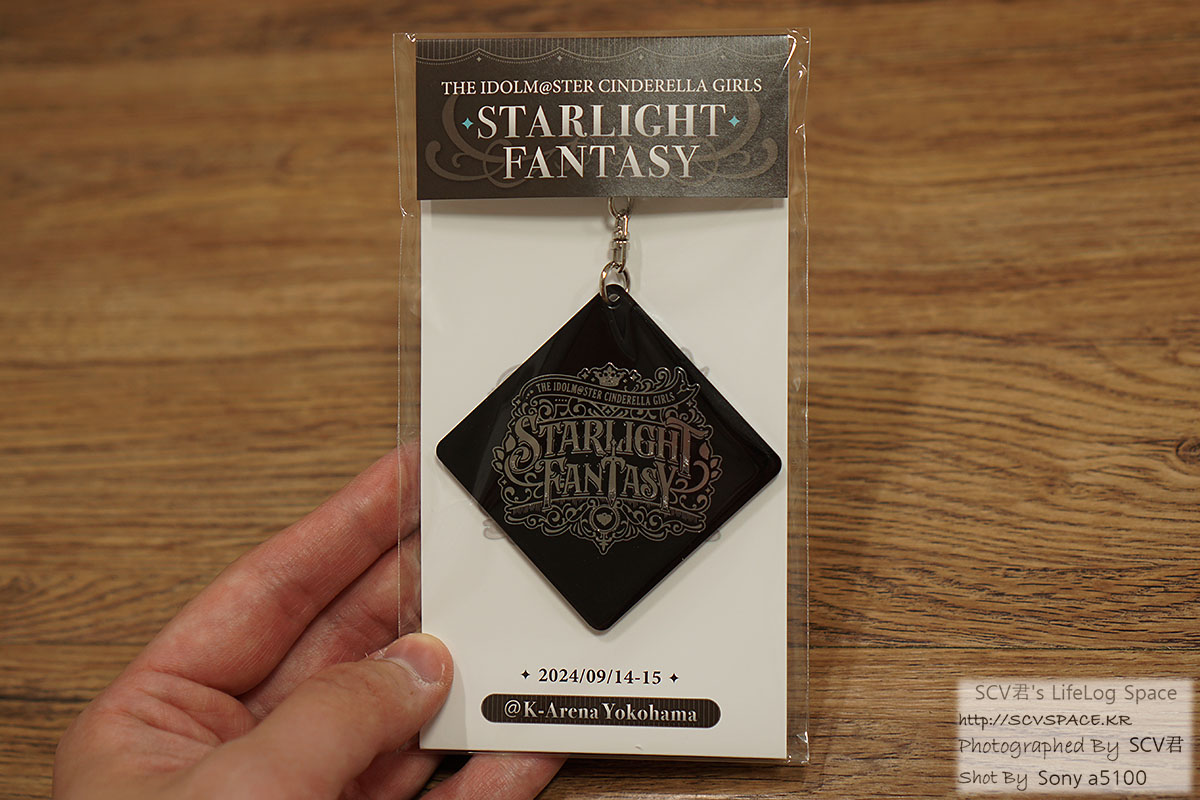 THE IDOLM@STER CINDERELLA GIRLS
STARLIGHT
FANTASY
THE IDOLM@STER CINDERELLA GIRLS
STARLIGHT
FANTASY
2024/09/14-15
@K-Arena Yokohama
SCV君's LifeLog Space
http://SCVSPACE.KR
Photographed By SCV君
Shot By Sony a5100